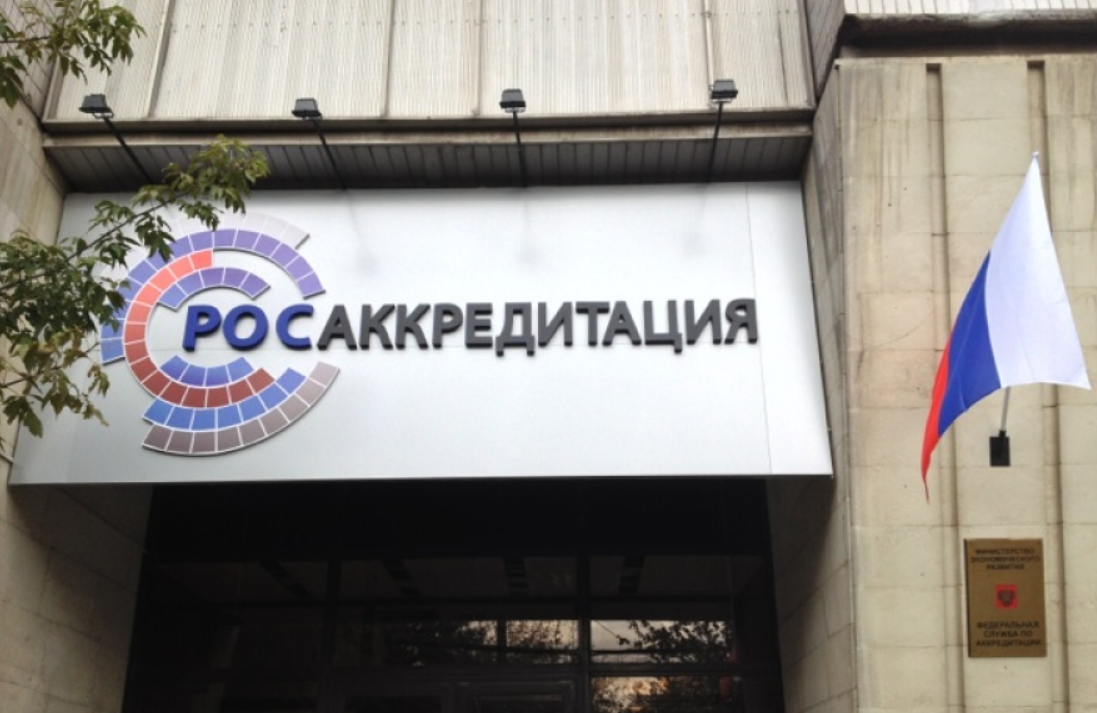 РОСАККРЕДИТАЦИЯ
МИНИСТЕРСТВО
ЭКОНОМИЧЕСКОГО
РАЗВИТИЯ
ФЕДЕРАЛЬНАЯ
СЛУЖБА ПО
АККРЕДИТАЦИИ